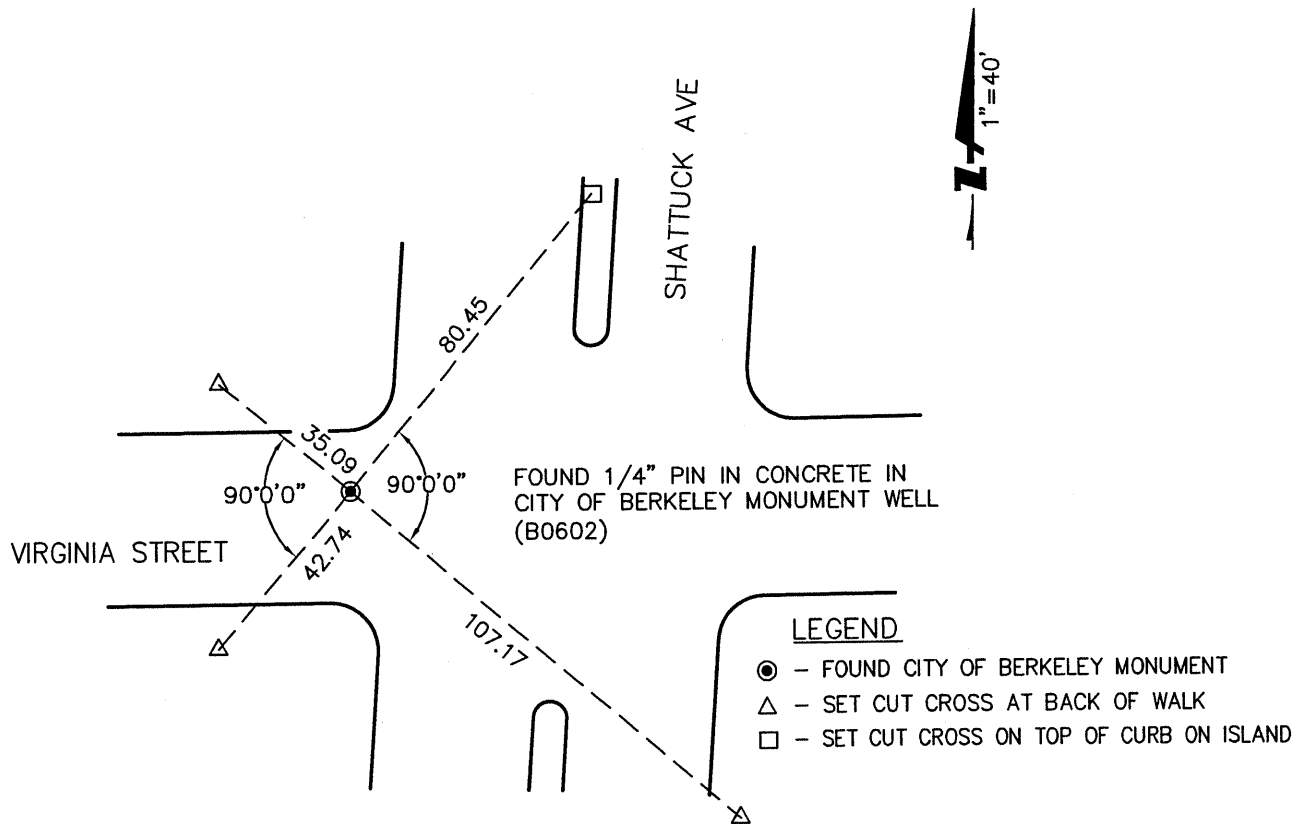 1"=40'
N
SHATTUCK AVE
80.45
35.09
90°0'0"
90°0'0"
FOUND 1/4" PIN IN CONCRETE IN
CITY OF BERKELEY MONUMENT WELL
(B0602)
VIRGINIA STREET
42.74
107.17
LEGEND
– FOUND CITY OF BERKELEY MONUMENT
– SET CUT CROSS AT BACK OF WALK
– SET CUT CROSS ON TOP OF CURB ON ISLAND